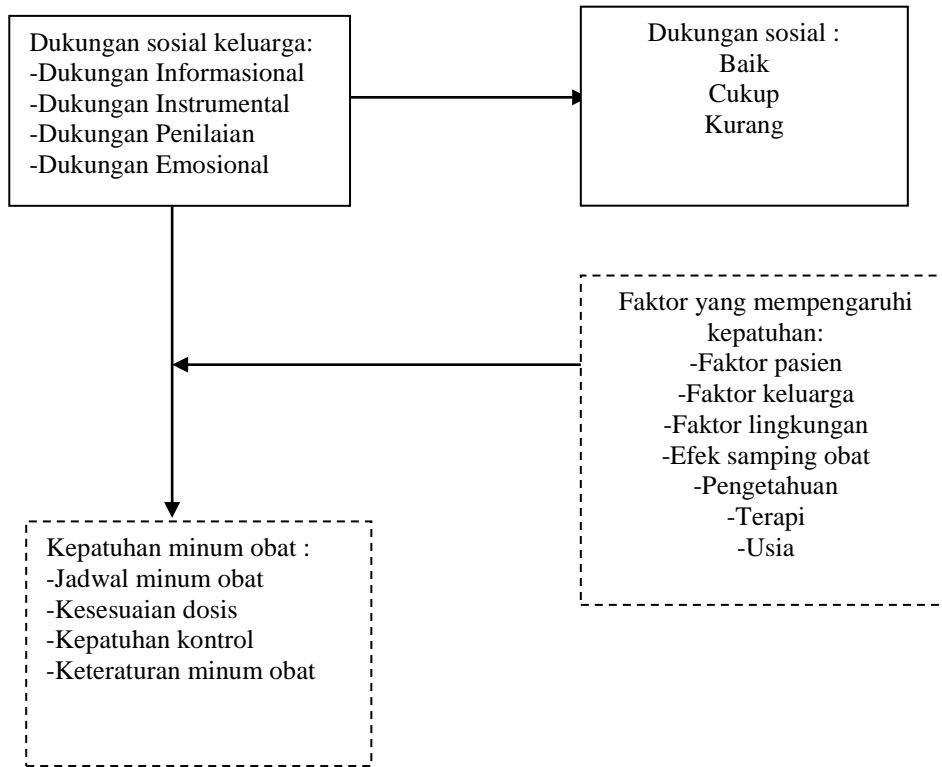 Dukungan sosial keluarga:
-Dukungan Informasional
-Dukungan Instrumental
-Dukungan Penilaian
-Dukungan Emosional
Dukungan sosial :
Baik
Cukup
Kurang
Faktor yang mempengaruhi
kepatuhan:
-Faktor pasien
-Faktor keluarga
-Faktor lingkungan
-Efek samping obat
-Pengetahuan
-Terapi
-Usia
Kepatuhan minum obat :
-Jadwal minum obat
-Kesesuaian dosis
-Kepatuhan kontrol
-Keteraturan minum obat